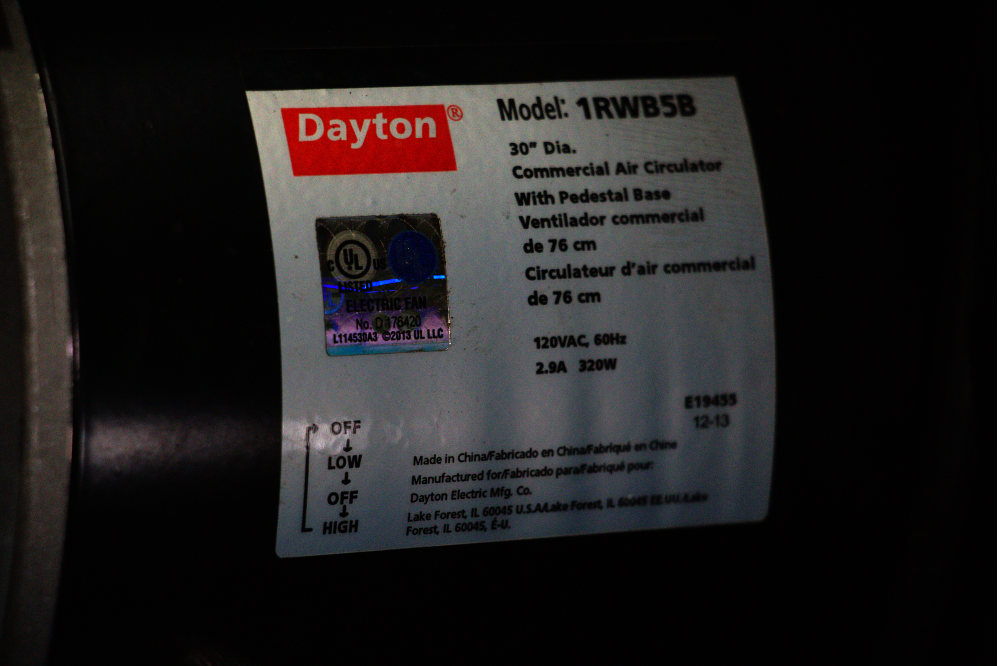 Dayton®
Model: 1RWB5B
30" Dia.
Commercial Air Circulator
With Pedestal Base
Ventilador commercial
de 76 cm
Circulateur d'air commercial
de 76 cm
120VAC, 60Hz
2.9A 320W
E19455
12-13
C UL US
LISTED
ELECTRIC FAN
No. D 176420
L114530A3 ©2013 UL LLC
OFF
LOW
OFF
HIGH
Made in China/Fabricado en China/Fabriqué en Chine
Manufactured for/Fabricado para/Fabriqué pour:
Dayton Electric Mfg. Co.
Lake Forest, IL 60045 U.S.A/Lake Forest, IL 60045 EE.UU./Lake
Forest, IL 60045, É-U.